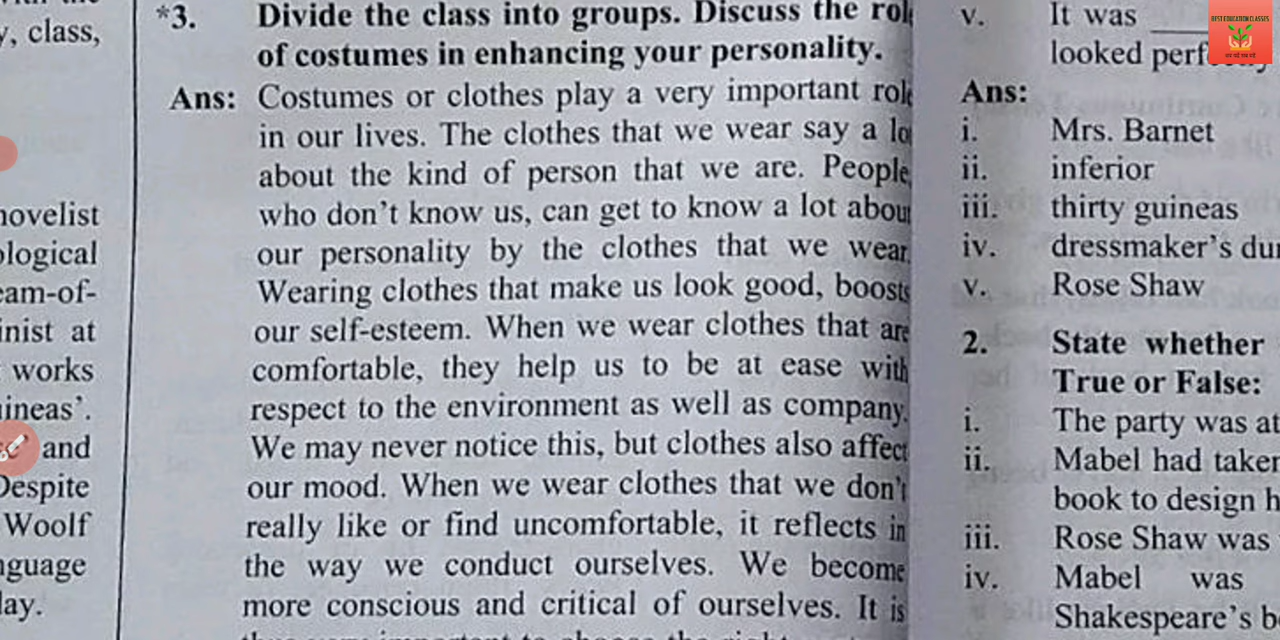 y, class,
novelist
ological
eam-of-
inist at
works
uineas'.
and
Despite
Woolf
nguage
lay.
*3. Divide the class into groups. Discuss the rol
of costumes in enhancing your personality.
Ans: Costumes or clothes play a very important rol
in our lives. The clothes that we wear say a lo
about the kind of person that we are. People
who don't know us, can get to know a lot abou
our personality by the clothes that we wear.
Wearing clothes that make us look good, boosts
our self-esteem. When we wear clothes that are
comfortable, they help us to be at ease with
respect to the environment as well as company.
We may never notice this, but clothes also affect
our mood. When we wear clothes that we don't
really like or find uncomfortable, it reflects in
the way we conduct ourselves. We become
more conscious and critical of ourselves. It is
v. It was ____
looked perf
Ans:
i. Mrs. Barnet
ii. inferior
iii. thirty guineas
iv. dressmaker's du
v. Rose Shaw
2. State whether
True or False:
i. The party was at
ii. Mabel had taken
book to design h
iii. Rose Shaw was
iv. Mabel was
Shakespeare's b
BEST EDUCATION CLASSES